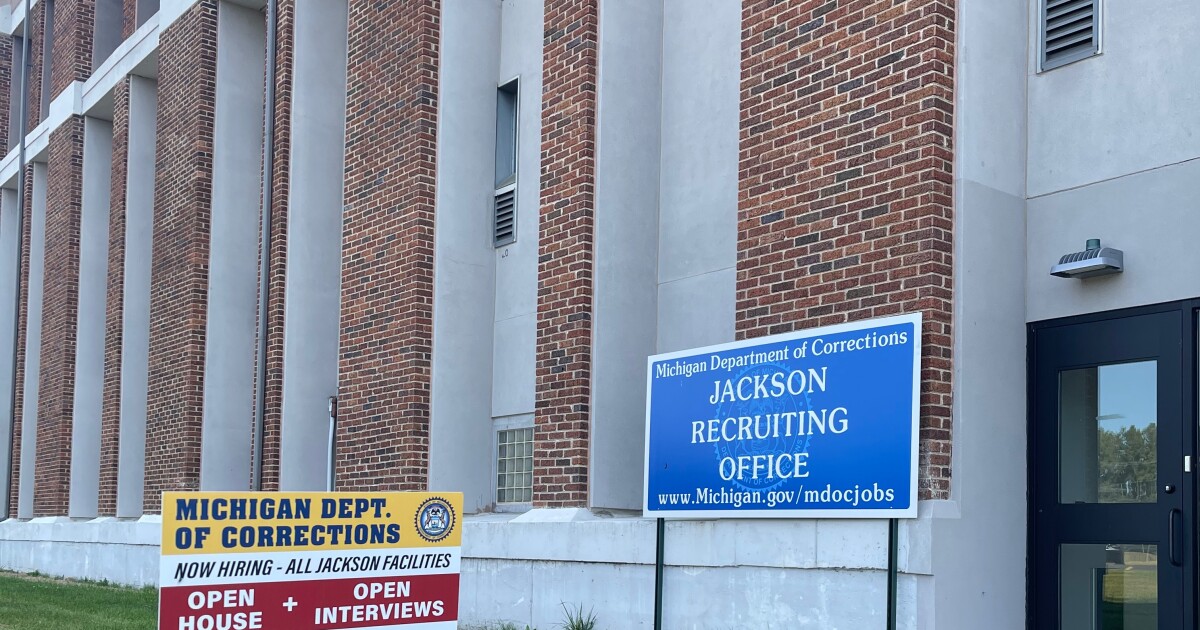 MICHIGAN DEPT.
OF CORRECTIONS
NOW HIRING - ALL JACKSON FACILITIES
OPEN HOUSE + OPEN INTERVIEWS
Michigan Department of Corrections
JACKSON
RECRUITING
OFFICE
www.Michigan.gov/mdocjobs